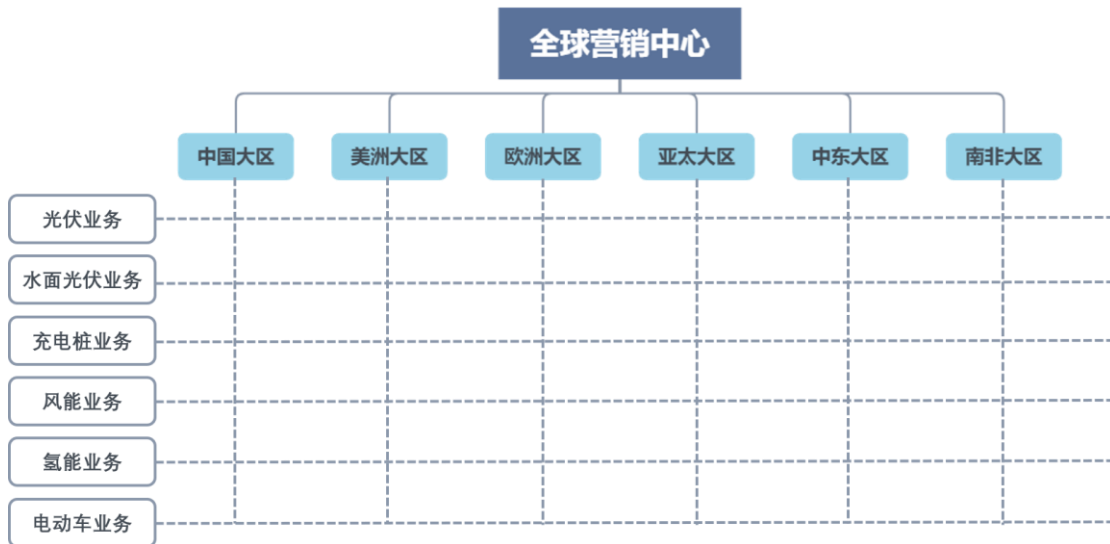 全球营销中心
中国大区
美洲大区
欧洲大区
亚太大区
中东大区
南非大区
光伏业务
水面光伏业务
充电桩业务
风能业务
氢能业务
电动车业务